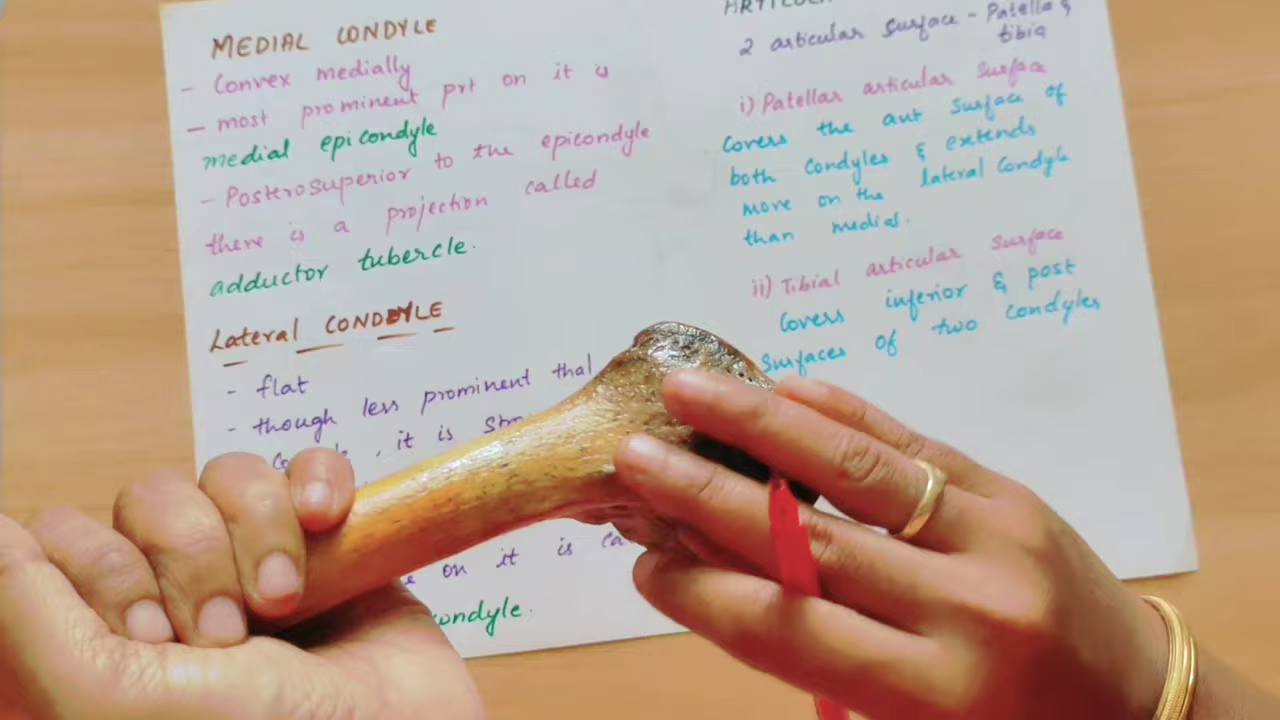 MEDIAL CONDYLE
- Convex medially
- most prominent prt on it is
medial epicondyle
- Posterosuperior to the epicondyle
there is a projection called
adductor tubercle.
Lateral CONDYLE
- flat
- though less prominent
, it is
on it is
2 articular surface - Patella &
tibia
i) Patellar articular surface
Covers the ant surface of
both condyles & extends
more on the lateral Condyle
than medial.
ii) Tibial articular surface
Covers inferior & post
surfaces of two condyles